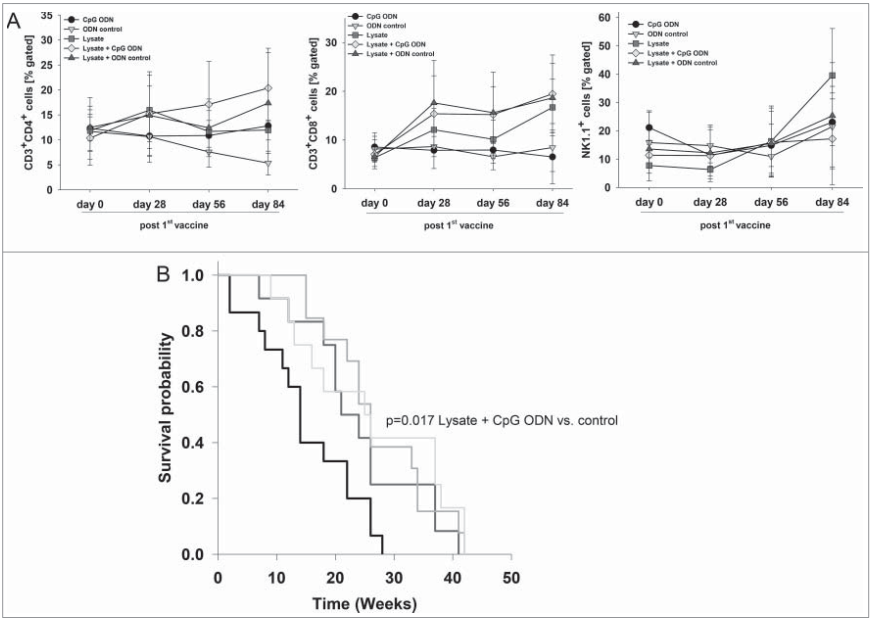 A
CD3+CD4+ cells [% gated]
35
30
25
20
15
10
5
0
CpG ODN
ODN control
Lysate
Lysate + CpG ODN
Lysate + ODN control
day 0 day 28 day 56 day 84
post 1st vaccine
CD3+CD8+ cells [% gated]
30
20
10
0
CpG ODN
ODN control
Lysate
Lysate + CpG ODN
Lysate + ODN control
day 0 day 28 day 56 day 84
post 1st vaccine
NK1.1+ cells [% gated]
60
50
40
30
20
10
0
CpG ODN
ODN control
Lysate
Lysate + CpG ODN
Lysate + ODN control
day 0 day 28 day 56 day 84
post 1st vaccine
B
Survival probability
1.0
0.8
0.6
0.4
0.2
0.0
p=0.017 Lysate + CpG ODN vs. control
0 10 20 30 40 50
Time (Weeks)